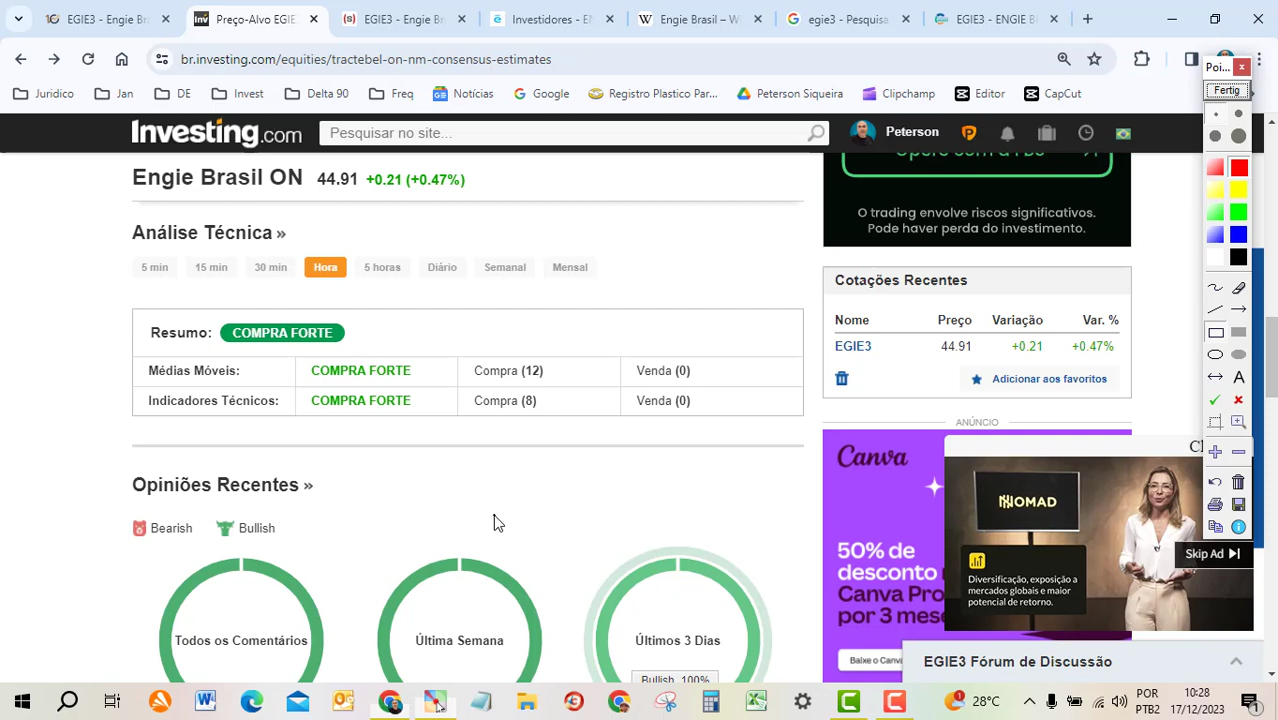 EGIE3 - Engie Br
Preço-Alvo EGIE
EGIE3 - Engie Br
Investidores - EN
Engie Brasil – W
egie3 - Pesquisa
EGIE3 - ENGIE B
br.investing.com/equities/tractebel-on-nm-consensus-estimates
Poi...
Fertig
Juridico
Jan
DE
Invest
Delta 90
Freq
Notícias
Google
Registro Plastico Par...
Peterson Siqueira
Clipchamp
Editor
CapCut
Investing.com
Pesquisar no site...
Peterson
Engie Brasil ON 44.91 +0.21 (+0.47%)
Análise Técnica »
5 min 15 min 30 min Hora 5 horas Diário Semanal Mensal
Resumo: COMPRA FORTE
Médias Móveis: COMPRA FORTE Compra (12) Venda (0)
Indicadores Técnicos: COMPRA FORTE Compra (8) Venda (0)
Opiniões Recentes »
Bearish Bullish
Todos os Comentários
Última Semana
Últimos 3 Dias
Bullish 100%
O trading envolve riscos significativos.
Pode haver perda do investimento.
Cotações Recentes
Nome Preço Variação Var. %
EGIE3 44.91 +0.21 +0.47%
Adicionar aos favoritos
ANÚNCIO
Canva
50% de
desconto
Canva Pro
por 3 mese
Baixe o Canv
NOMAD
Diversificação, exposição a
mercados globais e maior
potencial de retorno.
Skip Ad
EGIE3 Fórum de Discussão
28°C
POR
PTB2
10:28
17/12/2023